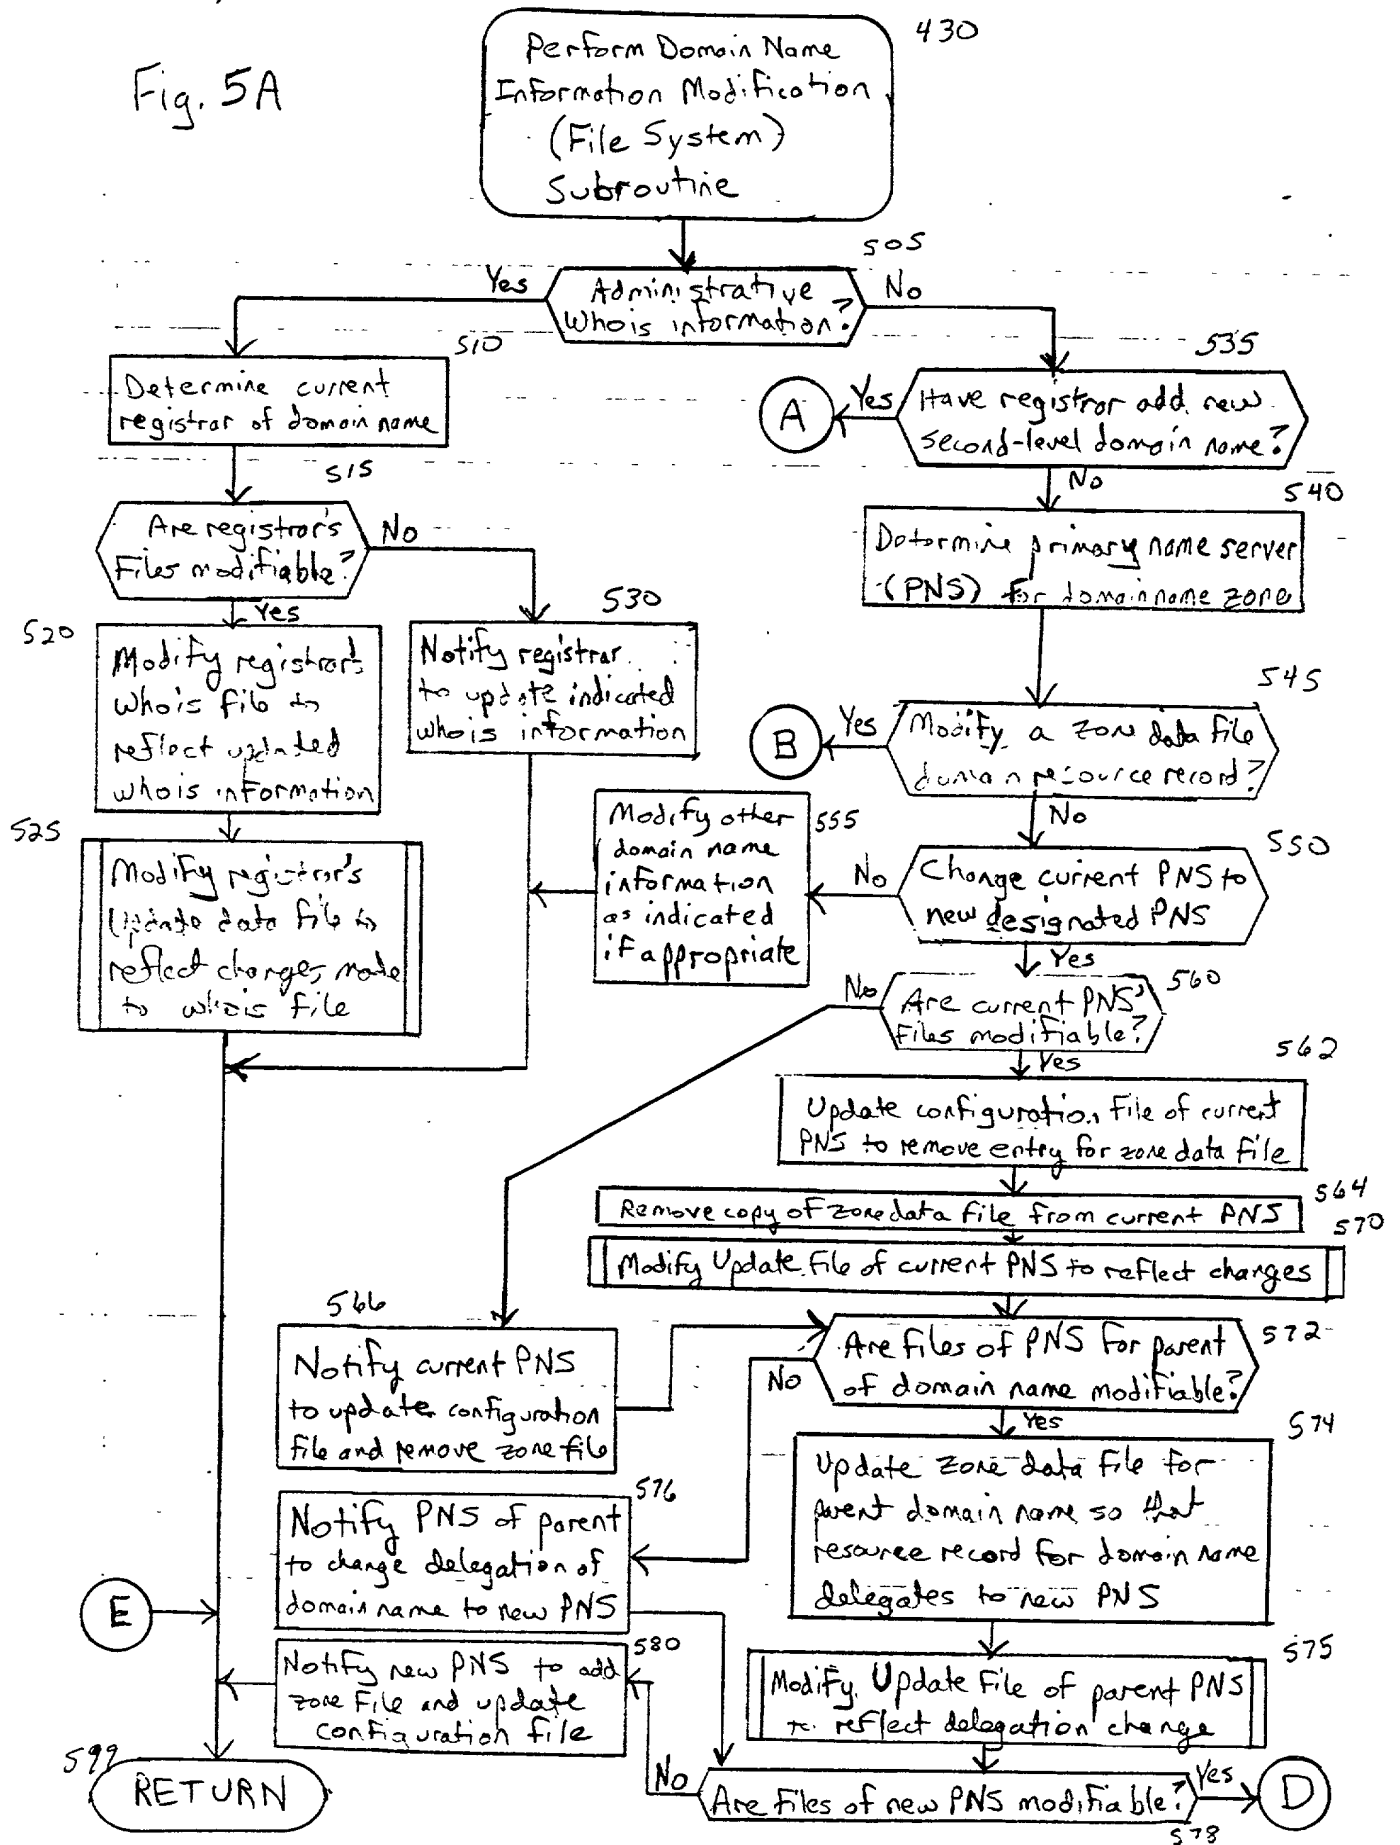 Fig. 5A
430
Perform Domain Name
Information Modification
(File System)
Subroutine
505
Administrative
Whois information?
Yes
No
510
Determine current
registrar of domain name
535
Have registrar add new
second-level domain name?
Yes
A
No
515
Are registrar's
Files modifiable?
No
Yes
540
Determine primary name server
(PNS) for domain name zone
520
Modify registrar's
whois file to
reflect updated
whois information
530
Notify registrar
to update indicated
whois information
545
Modify a zone data file
domain resource record?
Yes
B
No
525
Modify registrar's
Update data file to
reflect changes made
to whois file
555
Modify other
domain name
information
as indicated
if appropriate
550
Change current PNS to
new designated PNS
No
Yes
560
Are current PNS'
Files modifiable?
No
Yes
562
Update configuration File of current
PNS to remove entry for zone data file
564
Remove copy of zone data file from current PNS
570
Modify Update File of current PNS to reflect changes
566
Notify current PNS
to update configuration
file and remove zone file
572
Are files of PNS for parent
of domain name modifiable?
No
Yes
574
Update zone data file for
parent domain name so that
resource record for domain name
delegates to new PNS
576
Notify PNS of parent
to change delegation of
domain name to new PNS
E
580
Notify new PNS to add
zone File and update
configuration file
575
Modify Update File of parent PNS
to reflect delegation change
599
RETURN
No
Are files of new PNS modifiable?
Yes
D
578